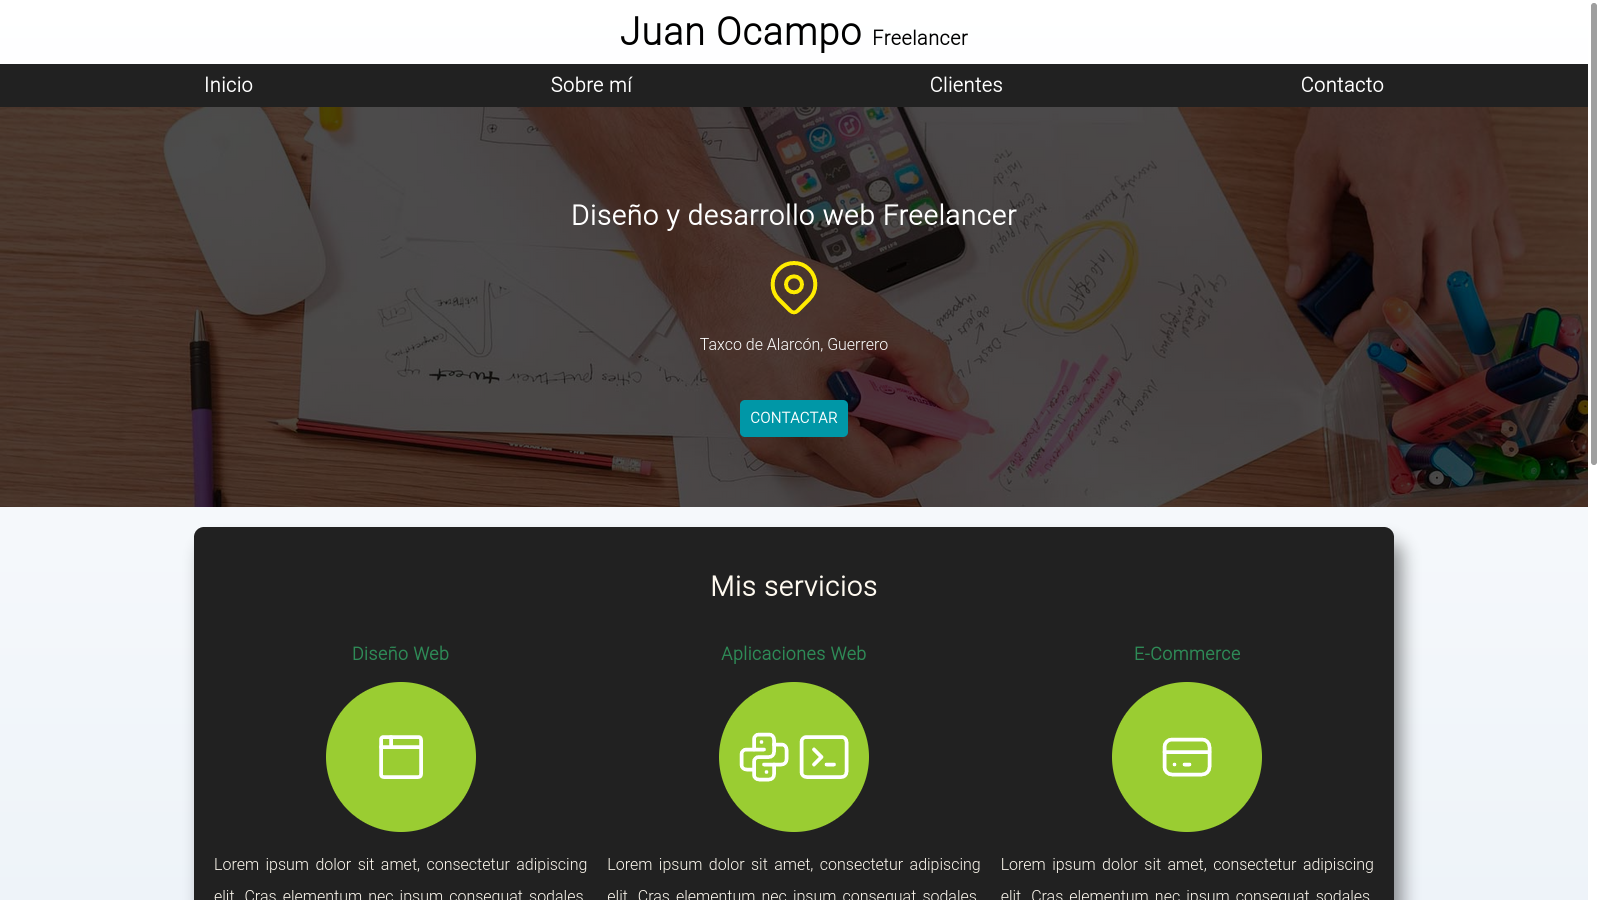 Juan Ocampo Freelancer
Inicio Sobre mí Clientes Contacto
Diseño y desarrollo web Freelancer
Taxco de Alarcón, Guerrero
CONTACTAR
Mis servicios
Diseño Web
Aplicaciones Web
E-Commerce
Lorem ipsum dolor sit amet, consectetur adipiscing
elit. Cras elementum nec ipsum consequat sodales.
Lorem ipsum dolor sit amet, consectetur adipiscing
elit. Cras elementum nec ipsum consequat sodales.
Lorem ipsum dolor sit amet, consectetur adipiscing
elit. Cras elementum nec ipsum consequat sodales.